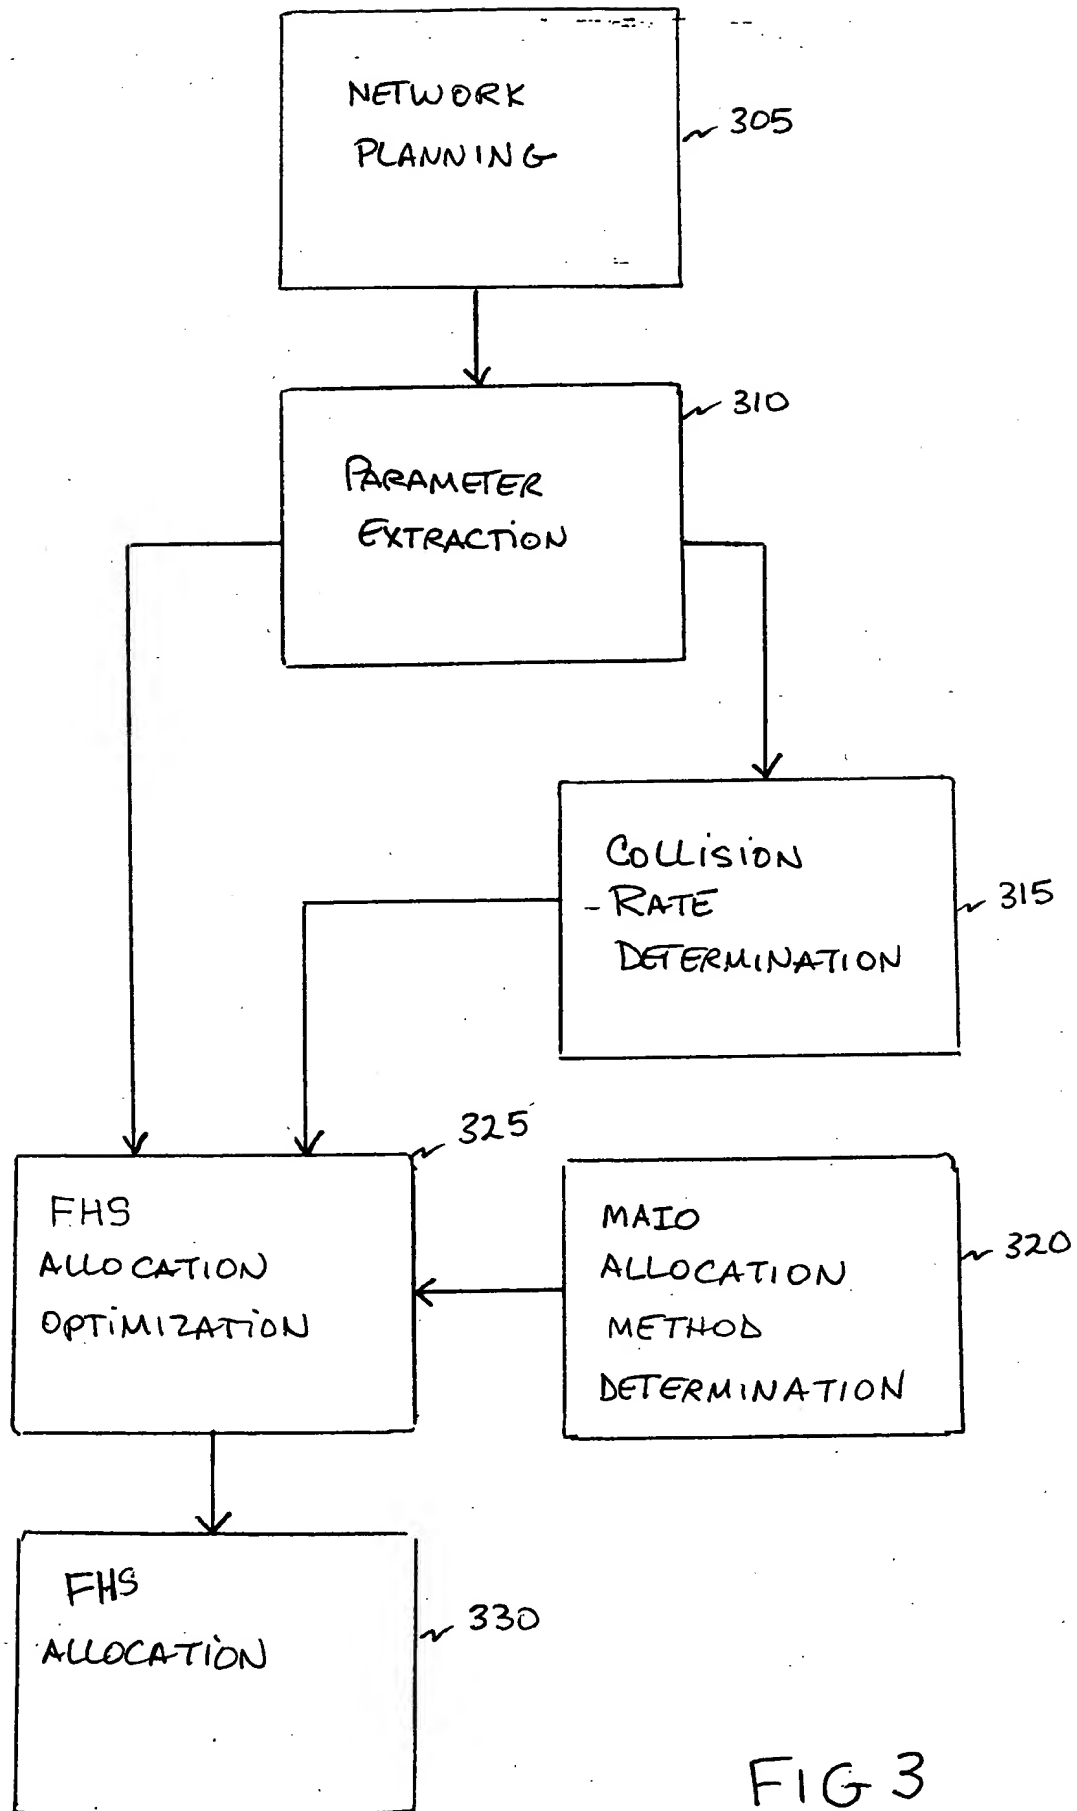 NETWORK
PLANNING
305
310
PARAMETER
EXTRACTION
COLLISION
- RATE
DETERMINATION
315
325
FHS
ALLOCATION
OPTIMIZATION
MAIO
ALLOCATION
METHOD
DETERMINATION
320
FHS
ALLOCATION
330
FIG 3